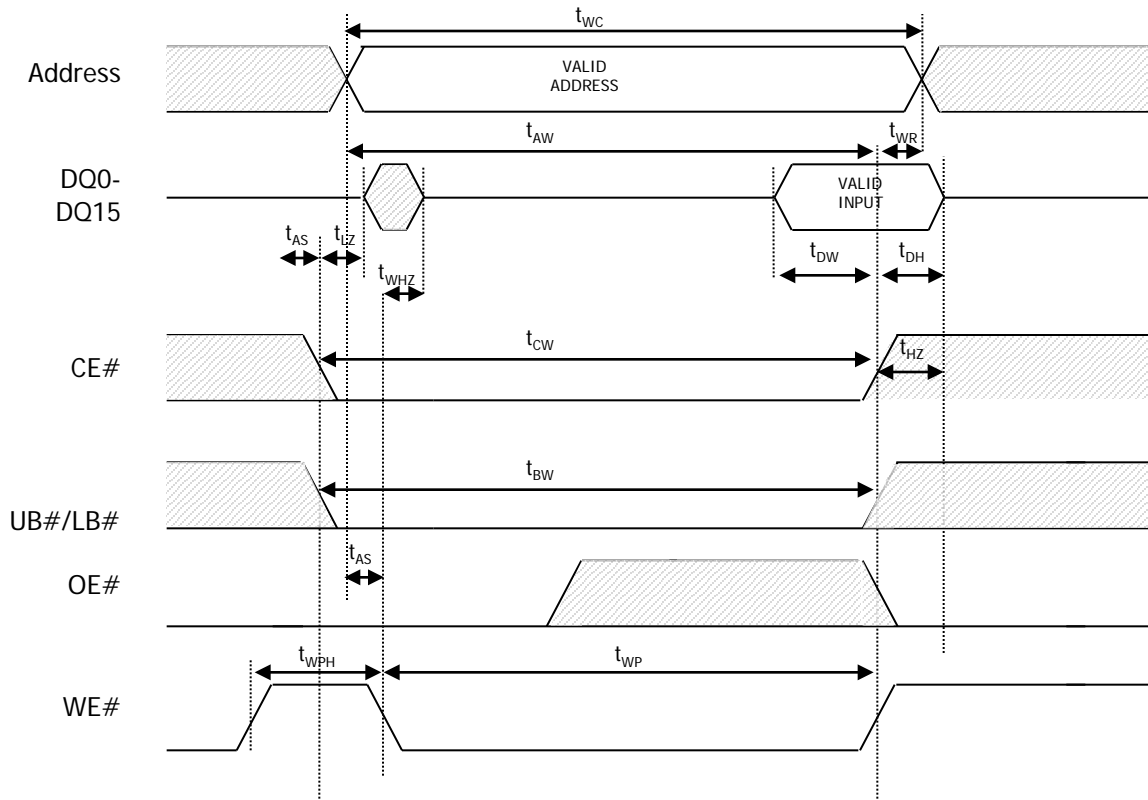 tWC
Address
VALID
ADDRESS
tAW
tWR
DQ0-
DQ15
VALID
INPUT
tAS
tLZ
tDW
tDH
tWHZ
CE#
tCW
tHZ
UB#/LB#
tBW
OE#
tAS
WE#
tWPH
tWP